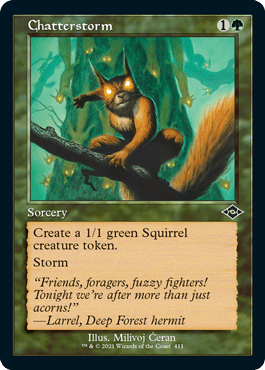 Chatterstorm 1
Sorcery
Create a 1/1 green Squirrel
creature token.
Storm
"Friends, foragers, fuzzy fighters!
Tonight we're after more than just
acorns!"
—Larrel, Deep Forest hermit
Illus. Milivoj Ćeran
™ & © 2021 Wizards of the Coast 411